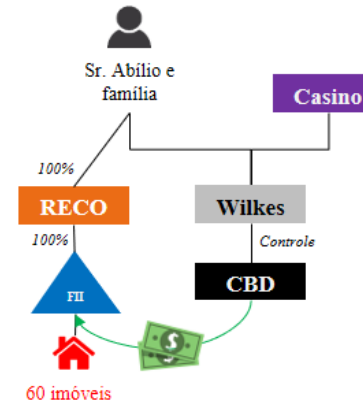 Sr. Abílio e
família
Casino
100%
RECO
Wilkes
100%
Controle
FII
CBD
$
60 imóveis